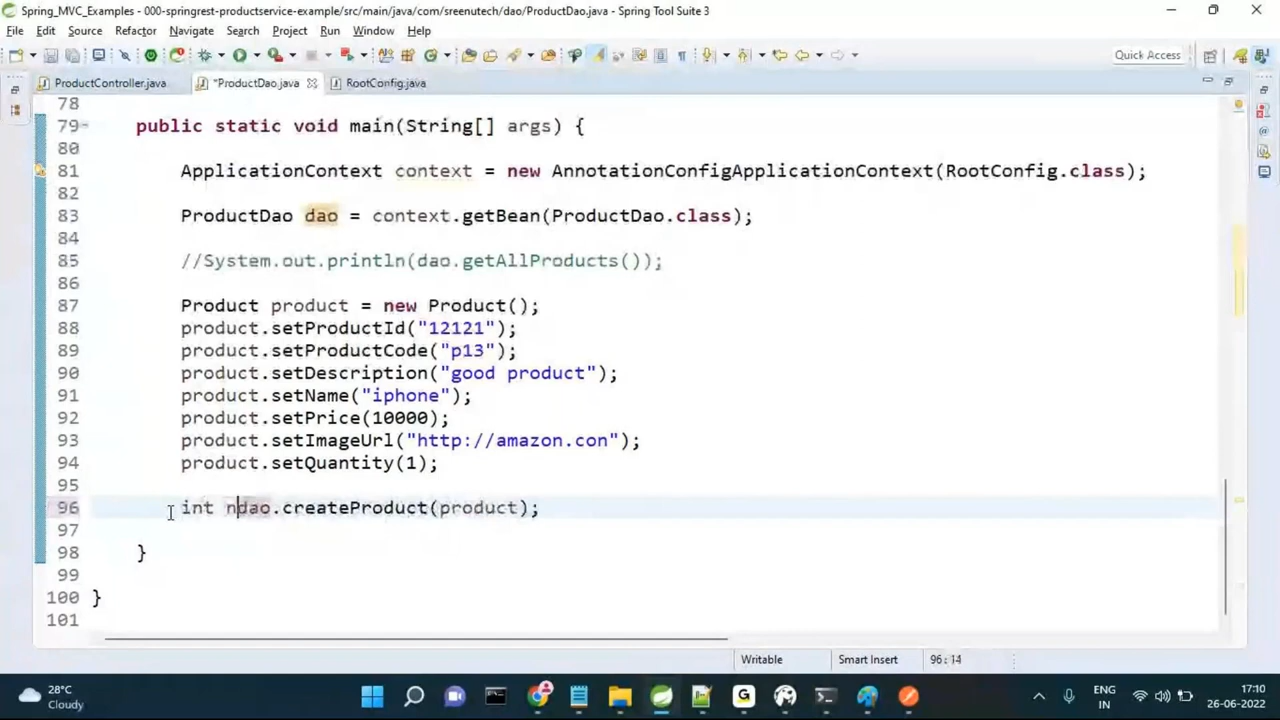 Spring_MVC_Examples - 000-springrest-productservice-example/src/main/java/com/sreenutech/dao/ProductDao.java - Spring Tool Suite 3
File Edit Source Refactor Navigate Search Project Run Window Help
Quick Access
ProductController.java *ProductDao.java RootConfig.java
78
79 public static void main(String[] args) {
80
81 ApplicationContext context = new AnnotationConfigApplicationContext(RootConfig.class);
82
83 ProductDao dao = context.getBean(ProductDao.class);
84
85 //System.out.println(dao.getAllProducts());
86
87 Product product = new Product();
88 product.setProductId("12121");
89 product.setProductCode("p13");
90 product.setDescription("good product");
91 product.setName("iphone");
92 product.setPrice(10000);
93 product.setImageUrl("http://amazon.con");
94 product.setQuantity(1);
95
96 int ndao.createProduct(product);
97
98 }
99
100 }
101
Writable Smart Insert 96:14
28°C
Cloudy
ENG
IN
17:10
26-06-2022